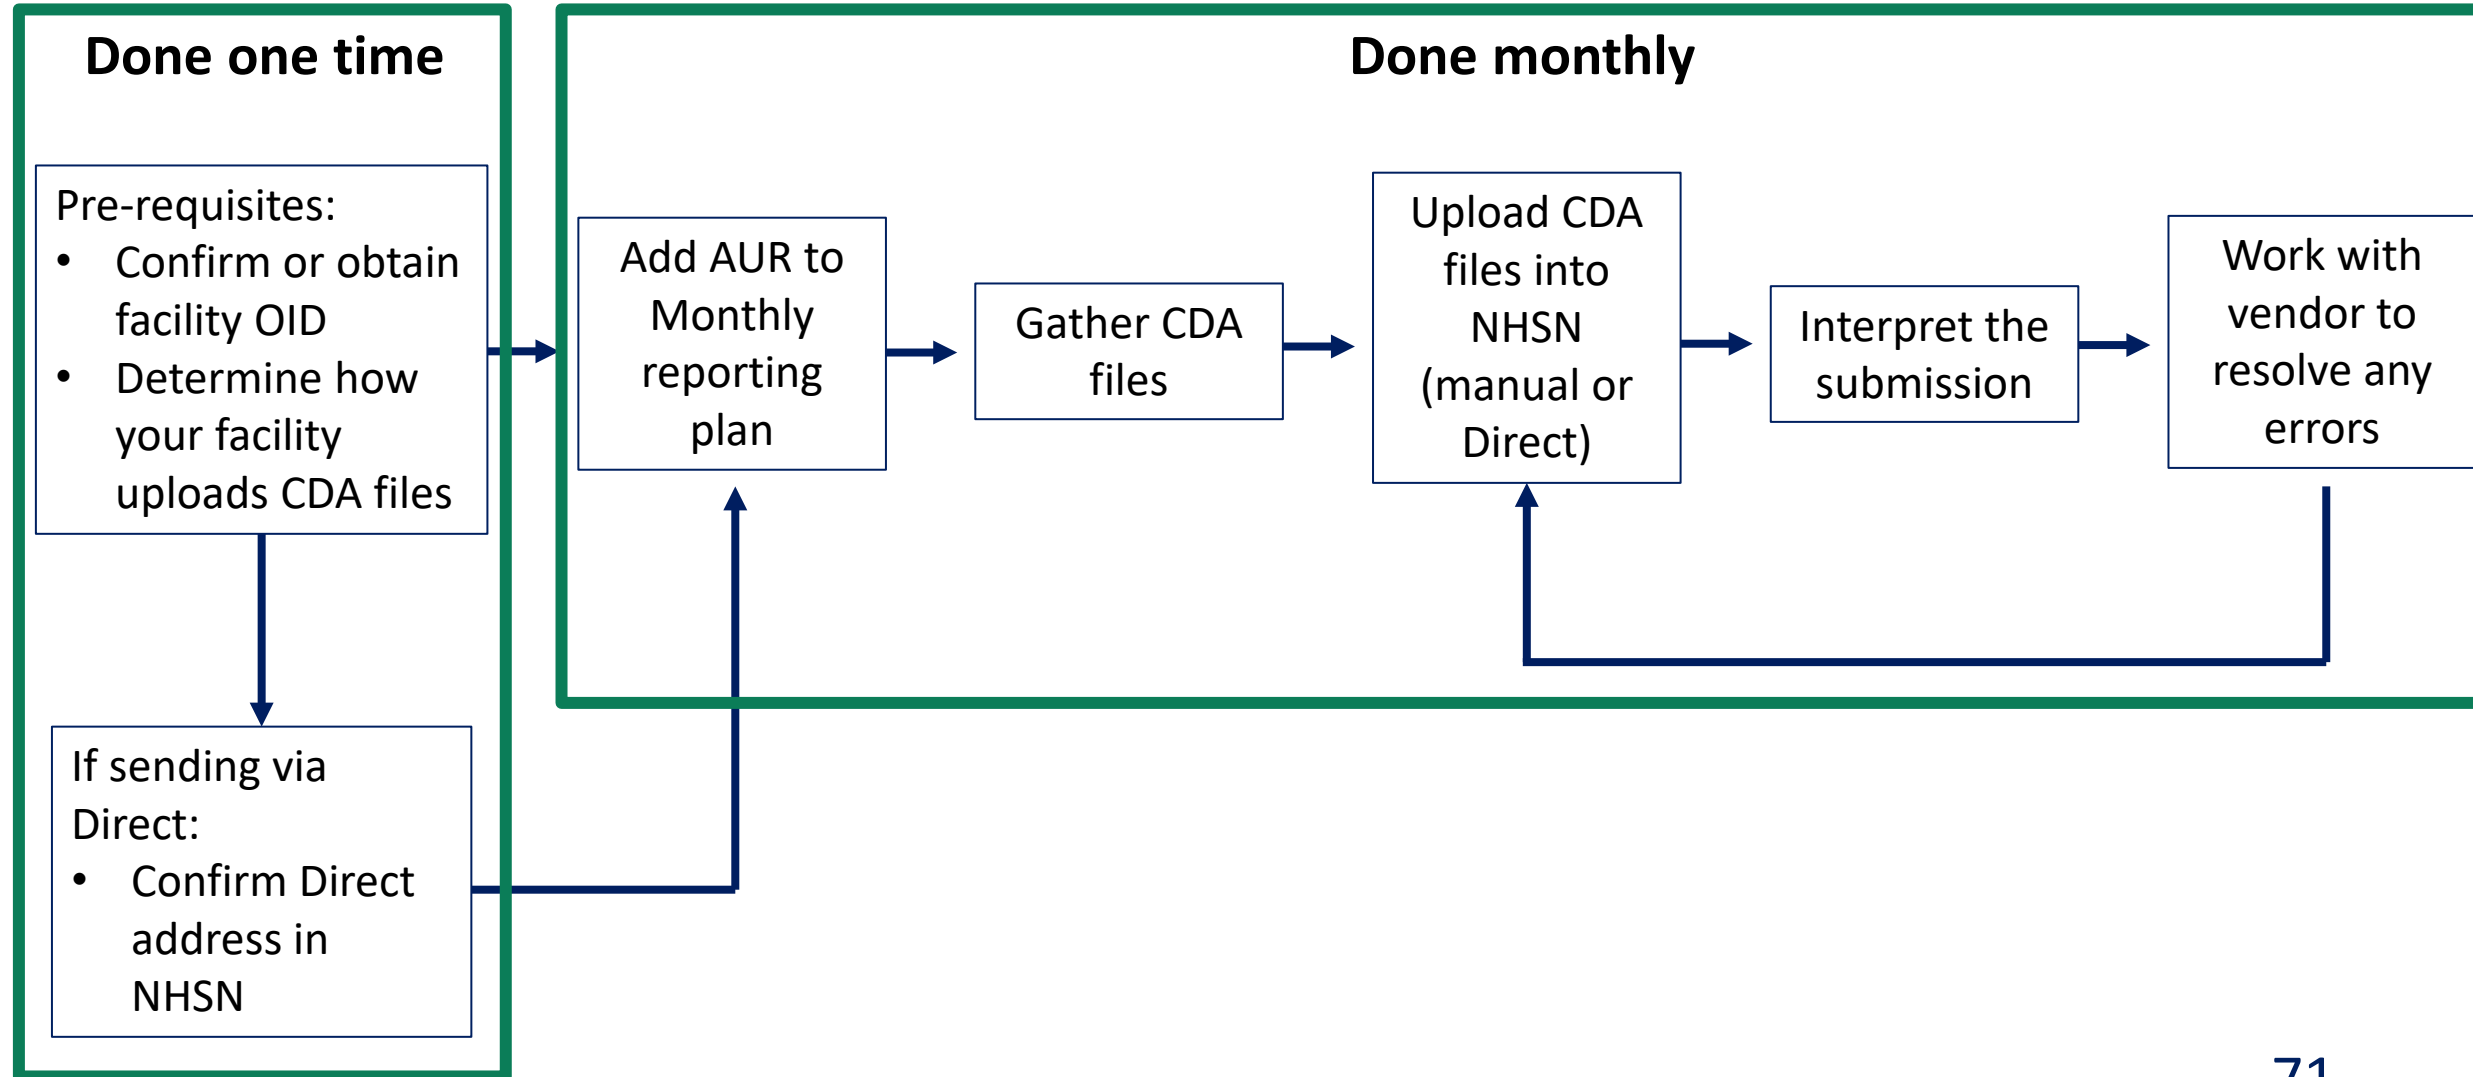 Done one time
Done monthly
Pre-requisites:
• Confirm or obtain
facility OID
• Determine how
your facility
uploads CDA files
If sending via
Direct:
• Confirm Direct
address in
NHSN
Add AUR to
Monthly
reporting
plan
Gather CDA
files
Upload CDA
files into
NHSN
(manual or
Direct)
Interpret the
submission
Work with
vendor to
resolve any
errors
71